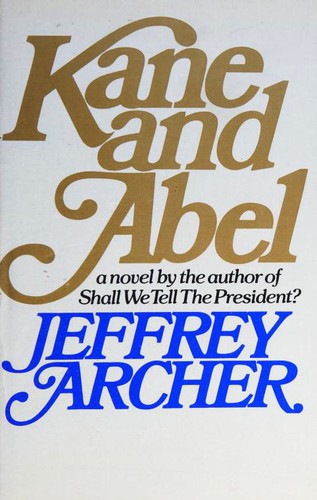 Kane
and
Abel
a novel by the author of
Shall We Tell The President?
JEFFREY
ARCHER